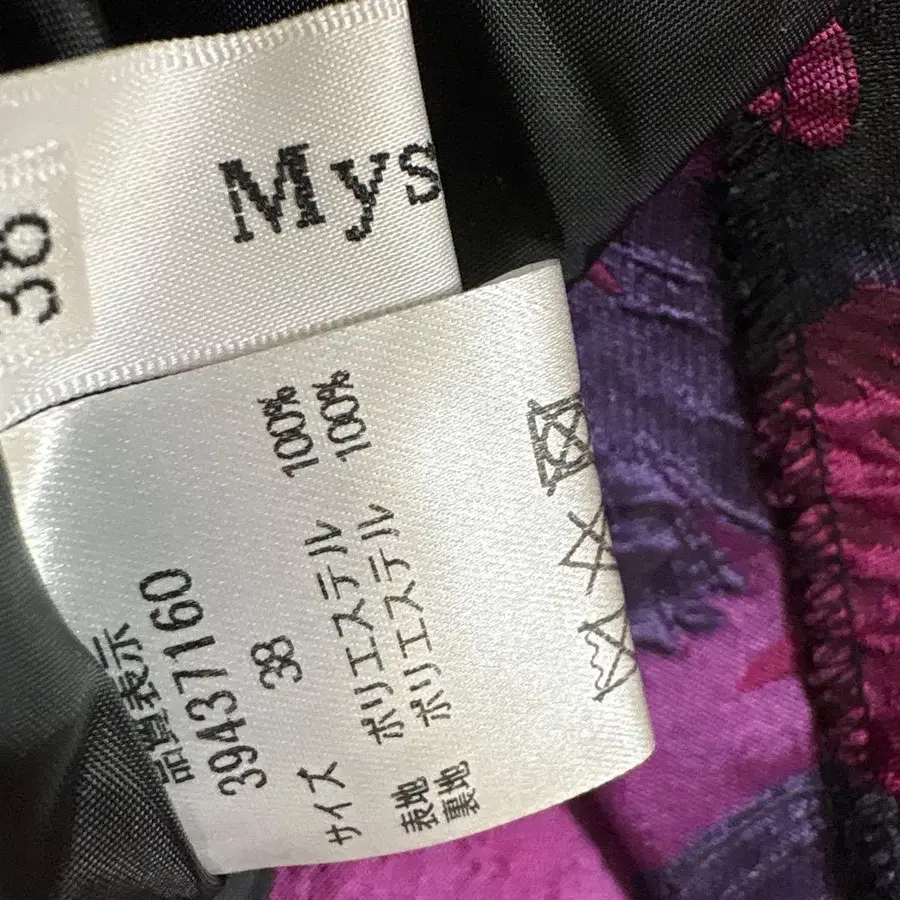 38
Mys
品質表示
39437160
サイズ 38
表地 ポリエステル 100%
裏地 ポリエステル 100%